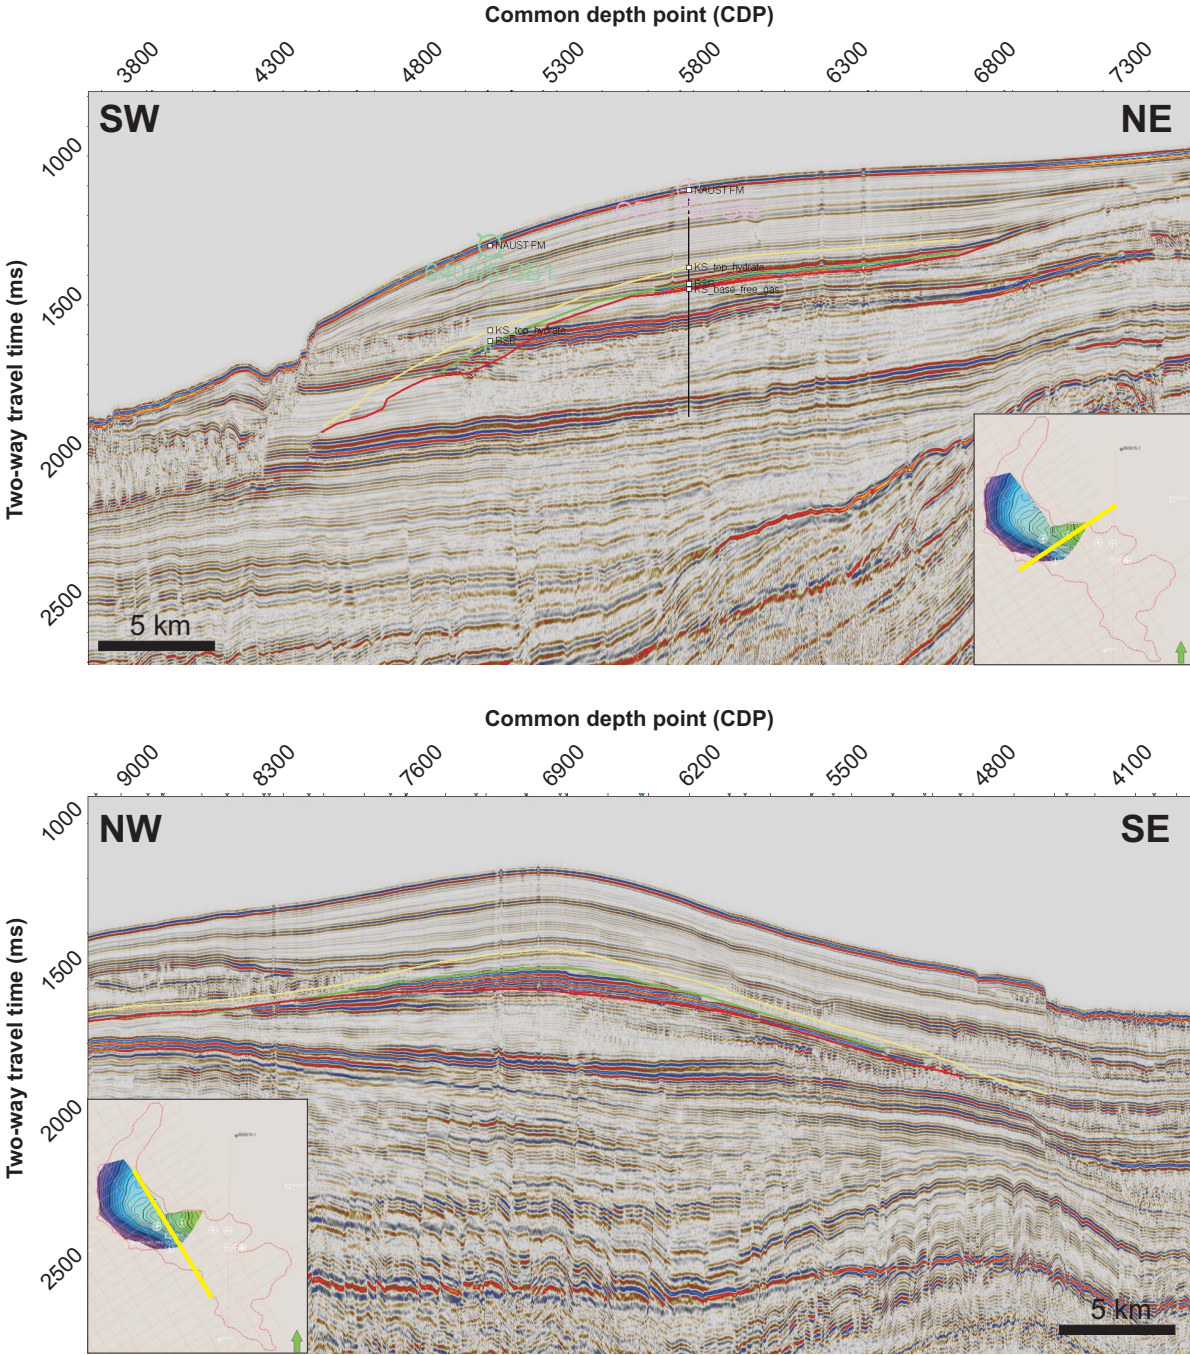 Common depth point (CDP)
3800 4300 4800 5300 5800 6300 6800 7300
SW NE
Two-way travel time (ms)
1000
1500
2000
2500
NAUST FM
NAUST FM
KS_top_hydrate
KS_base_free_gas
KS_top_hydrate
BSR
5 km
Common depth point (CDP)
9000 8300 7600 6900 6200 5500 4800 4100
NW SE
Two-way travel time (ms)
1000
1500
2000
2500
5 km